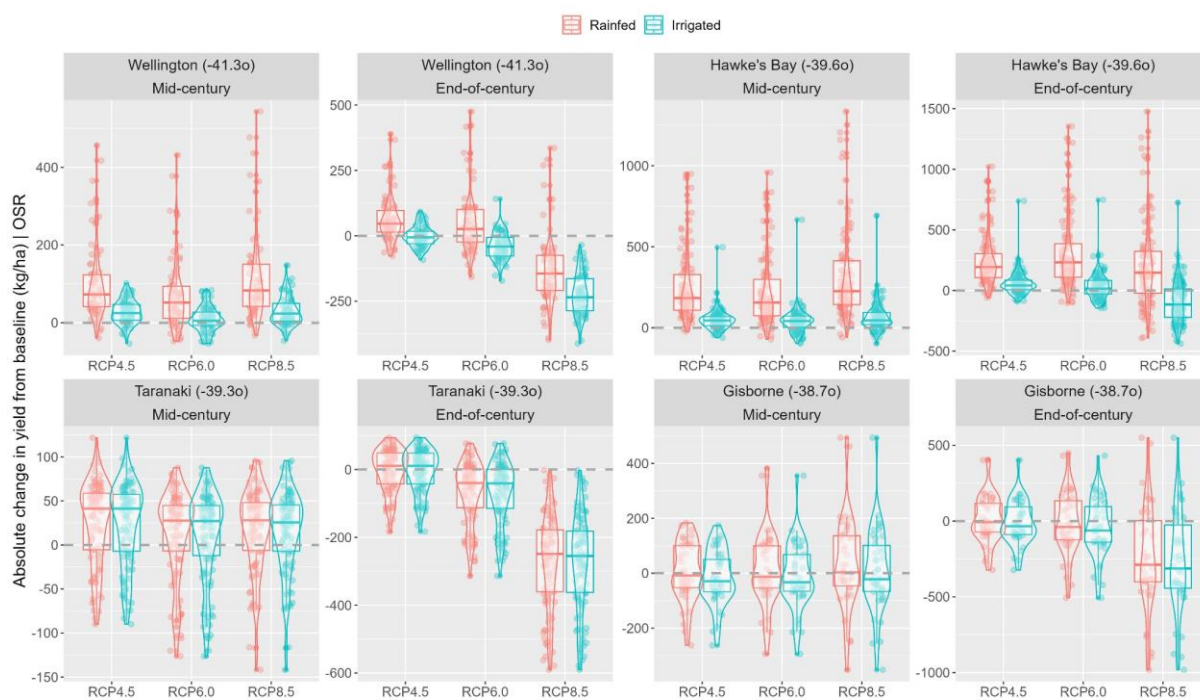 Rainfed Irrigated
Absolute change in yield from baseline (kg/ha) | OSR
Wellington (-41.3o)
Mid-century
400
200
0
RCP4.5 RCP6.0 RCP8.5
Wellington (-41.3o)
End-of-century
500
250
0
-250
RCP4.5 RCP6.0 RCP8.5
Hawke's Bay (-39.6o)
Mid-century
1000
500
0
RCP4.5 RCP6.0 RCP8.5
Hawke's Bay (-39.6o)
End-of-century
1500
1000
500
0
-500
RCP4.5 RCP6.0 RCP8.5
Taranaki (-39.3o)
Mid-century
100
50
0
-50
-100
-150
RCP4.5 RCP6.0 RCP8.5
Taranaki (-39.3o)
End-of-century
0
-200
-400
-600
RCP4.5 RCP6.0 RCP8.5
Gisborne (-38.7o)
Mid-century
400
200
0
-200
RCP4.5 RCP6.0 RCP8.5
Gisborne (-38.7o)
End-of-century
500
0
-500
-1000
RCP4.5 RCP6.0 RCP8.5